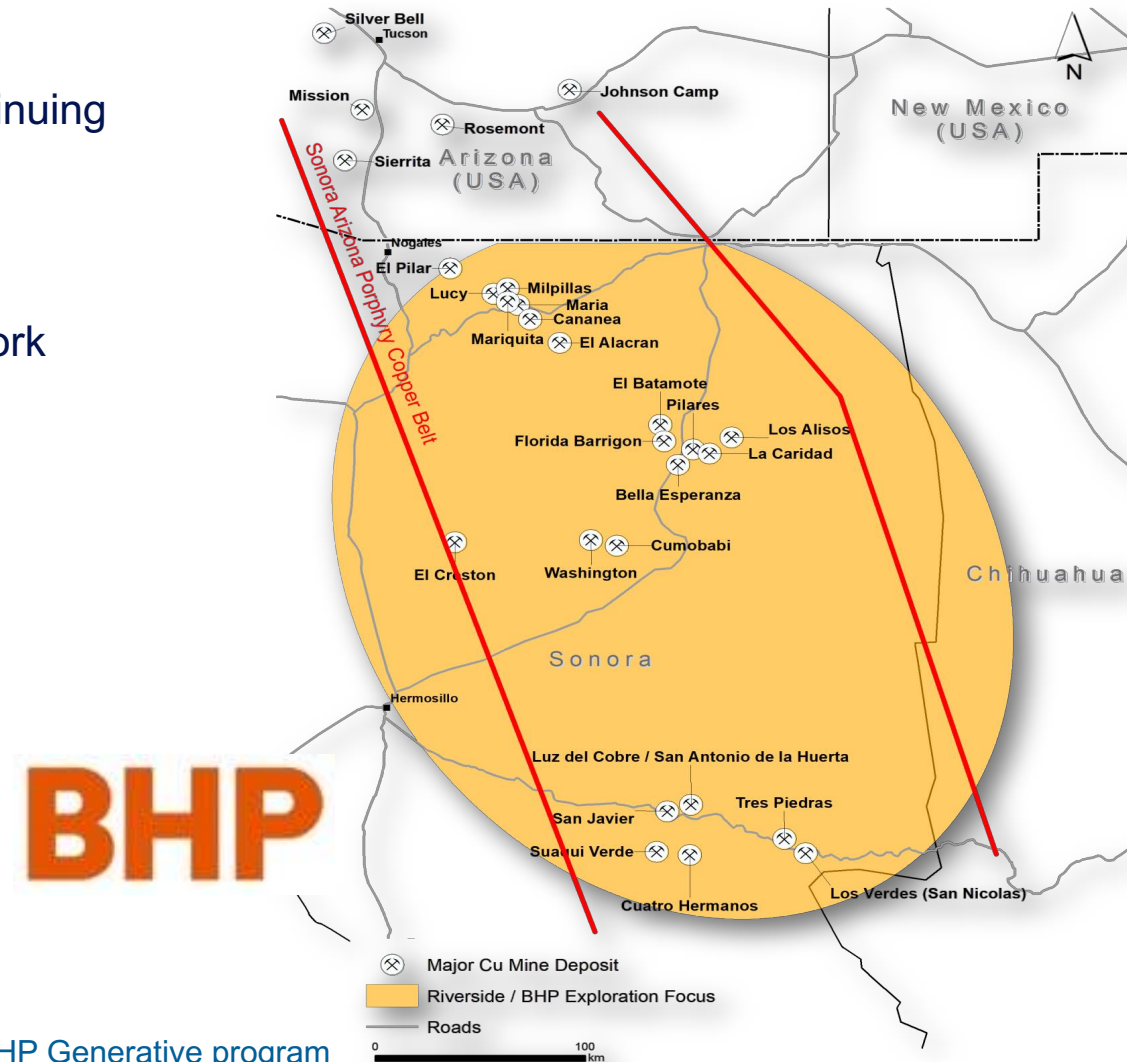 inuing
ork
BHP
HP Generative program
Silver Bell
Tucson
Mission
Johnson Camp
Rosemont
Sierrita
Arizona
(USA)
New Mexico
(USA)
N
Sonora Arizona Porphyry Copper Belt
Nogales
El Pilar
Lucy
Milpillas
Maria
Cananea
Mariquita
El Alacran
El Batamote
Pilares
Florida Barrigon
Los Alisos
La Caridad
Bella Esperanza
El Creston
Washington
Cumobabi
Chihuahua
Sonora
Hermosillo
Luz del Cobre / San Antonio de la Huerta
San Javier
Tres Piedras
Suaqui Verde
Cuatro Hermanos
Los Verdes (San Nicolas)
Major Cu Mine Deposit
Riverside / BHP Exploration Focus
Roads
0 100
km